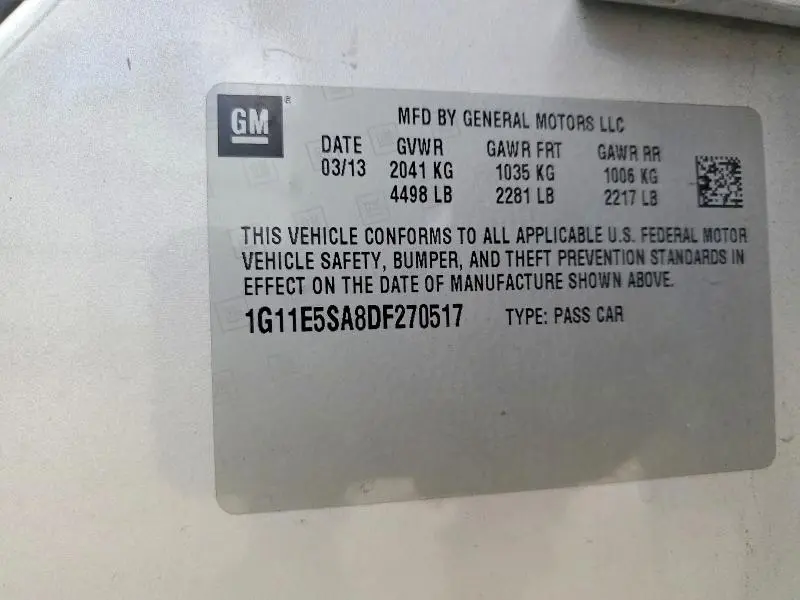 GM®
MFD BY GENERAL MOTORS LLC
DATE GVWR GAWR FRT GAWR RR
03/13 2041 KG 1035 KG 1006 KG
4498 LB 2281 LB 2217 LB
THIS VEHICLE CONFORMS TO ALL APPLICABLE U.S. FEDERAL MOTOR
VEHICLE SAFETY, BUMPER, AND THEFT PREVENTION STANDARDS IN
EFFECT ON THE DATE OF MANUFACTURE SHOWN ABOVE.
1G11E5SA8DF270517 TYPE: PASS CAR